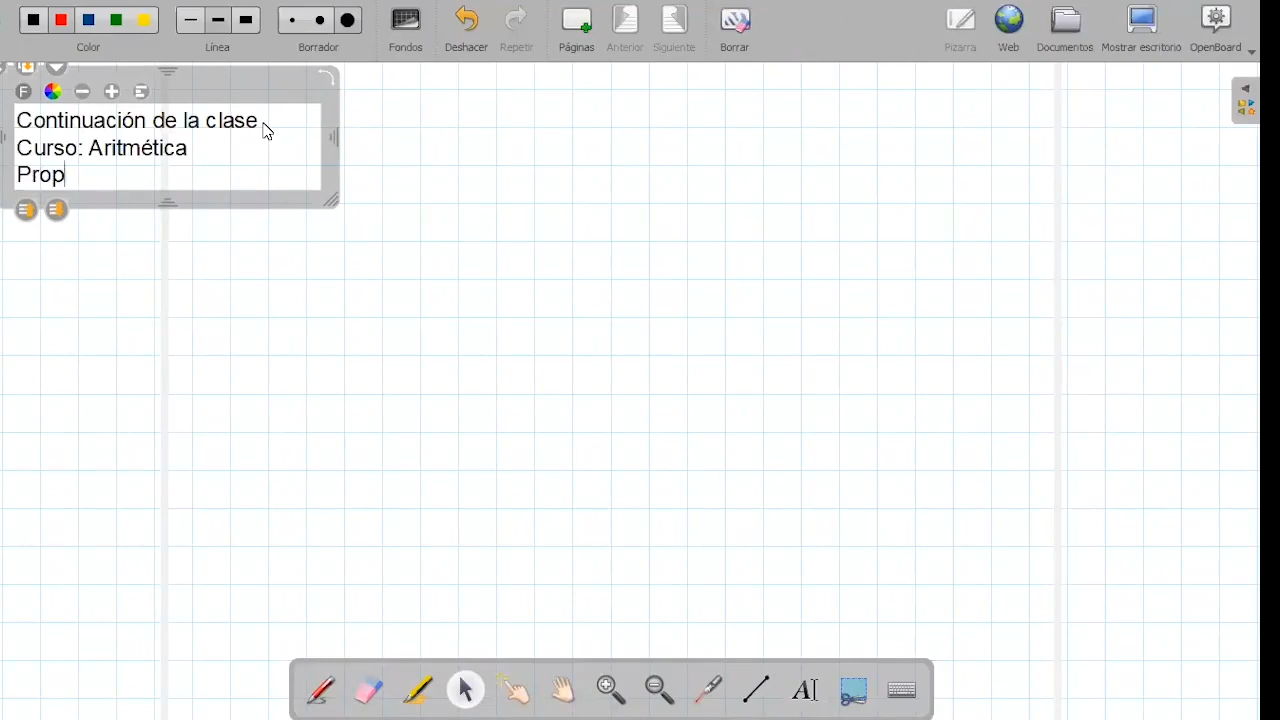 Color
Línea
Borrador
Fondos
Deshacer
Repetir
Páginas
Anterior
Siguiente
Borrar
Pizarra
Web
Documentos
Mostrar escritorio
OpenBoard
F
Continuación de la clase
Curso: Aritmética
Prop
AI